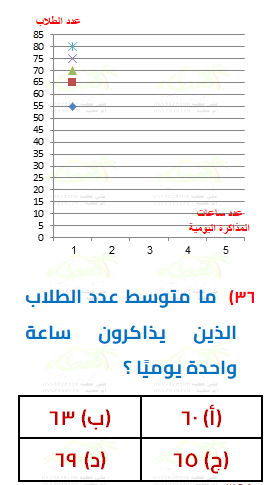 عدد الطلاب
85
80
75
70
65
60
55
50
45
40
35
30
25
20
15
10
5
0
عدد ساعات
المذاكرة اليومية
1 2 3 4 5
٣٦) ما متوسط عدد الطلاب
الذين يذاكرون ساعة
واحدة يوميًا ؟
(أ) ٦٠ (ب) ٦٣
(ج) ٦٥ (د) ٦٩